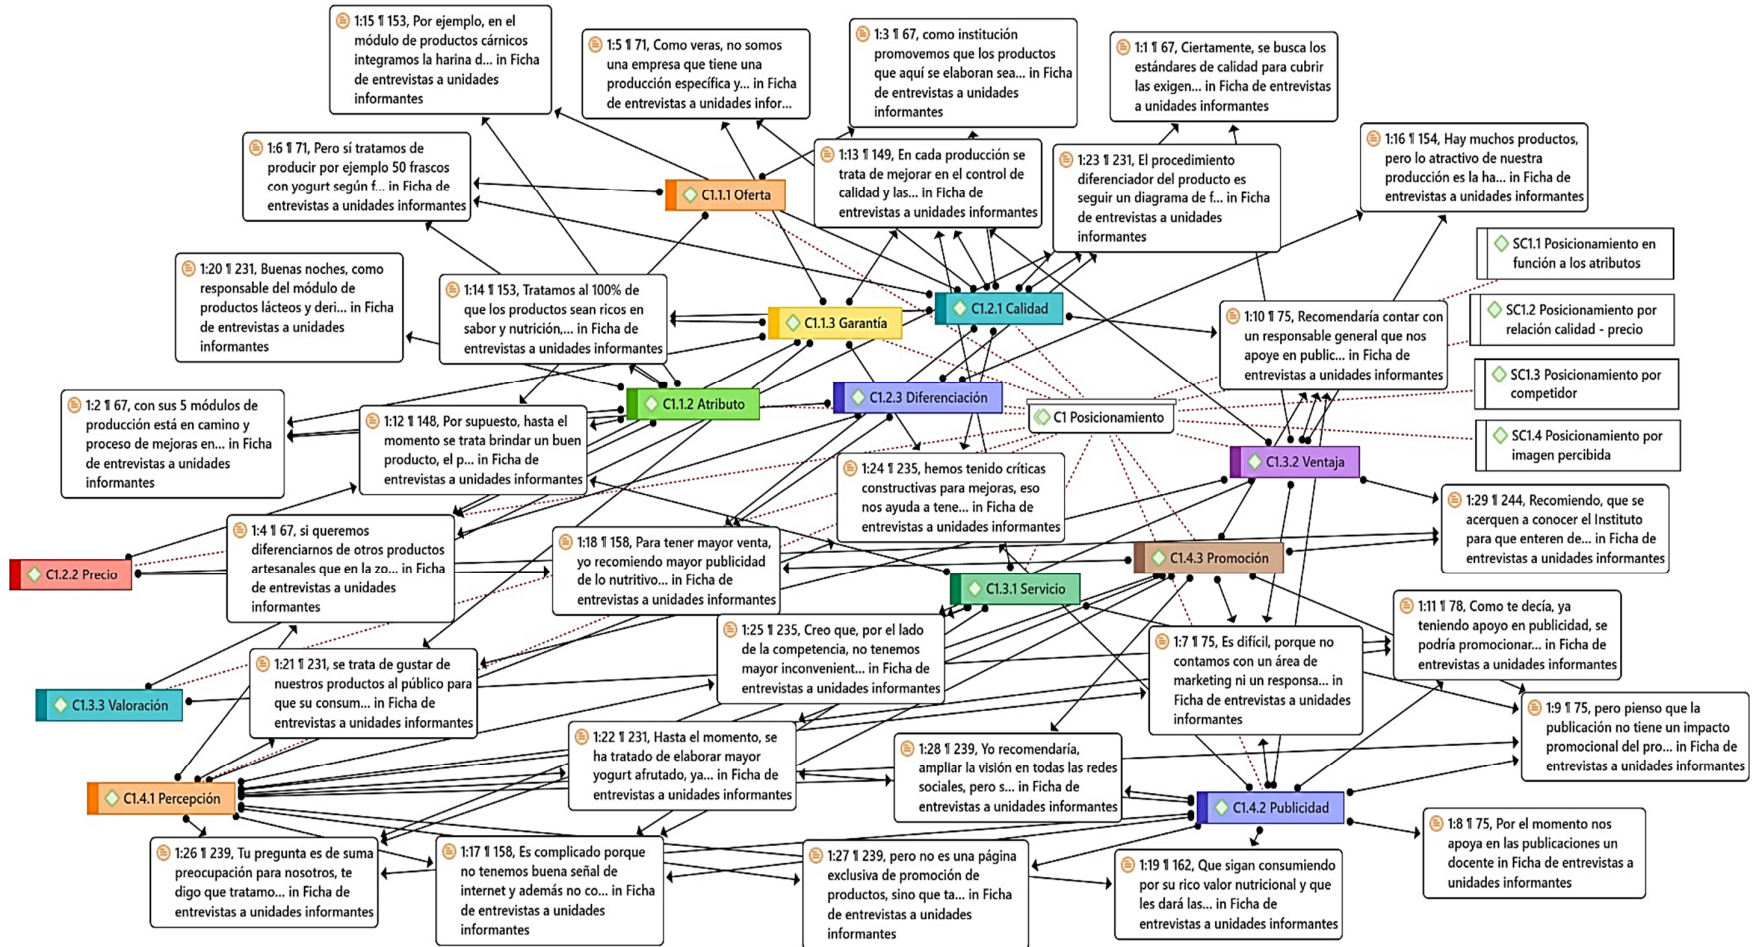 1:15 ¶ 153, Por ejemplo, en el
módulo de productos cárnicos
integramos la harina d... in Ficha
de entrevistas a unidades
informantes
1:5 ¶ 71, Como veras, no somos
una empresa que tiene una
producción específica y... in Ficha
de entrevistas a unidades infor...
1:3 ¶ 67, como institución
promovemos que los productos
que aquí se elaboran sea... in Ficha
de entrevistas a unidades
informantes
1:1 ¶ 67, Ciertamente, se busca los
estándares de calidad para cubrir
las exigen... in Ficha de entrevistas
a unidades informantes
1:6 ¶ 71, Pero sí tratamos de
producir por ejemplo 50 frascos
con yogurt según f... in Ficha de
entrevistas a unidades informantes
C1.1.1 Oferta
1:13 ¶ 149, En cada producción se
trata de mejorar en el control de
calidad y las... in Ficha de
entrevistas a unidades informantes
1:23 ¶ 231, El procedimiento
diferenciador del producto es
seguir un diagrama de f... in Ficha
de entrevistas a unidades
informantes
1:16 ¶ 154, Hay muchos productos,
pero lo atractivo de nuestra
producción es la ha... in Ficha de
entrevistas a unidades informantes
SC1.1 Posicionamiento en
función a los atributos
1:20 ¶ 231, Buenas noches, como
responsable del módulo de
productos lácteos y deri... in Ficha
de entrevistas a unidades
informantes
1:14 ¶ 153, Tratamos al 100% de
que los productos sean ricos en
sabor y nutrición,... in Ficha de
entrevistas a unidades informantes
C1.1.3 Garantía
C1.2.1 Calidad
1:10 ¶ 75, Recomendaría contar con
un responsable general que nos
apoye en public... in Ficha de
entrevistas a unidades informantes
SC1.2 Posicionamiento por
relación calidad - precio
SC1.3 Posicionamiento por
competidor
1:2 ¶ 67, con sus 5 módulos de
producción está en camino y
proceso de mejoras en... in Ficha
de entrevistas a unidades
informantes
1:12 ¶ 148, Por supuesto, hasta el
momento se trata brindar un buen
producto, el p... in Ficha de
entrevistas a unidades informantes
C1.1.2 Atributo
C1.2.3 Diferenciación
C1 Posicionamiento
SC1.4 Posicionamiento por
imagen percibida
1:24 ¶ 235, hemos tenido críticas
constructivas para mejoras, eso
nos ayuda a tene... in Ficha de
entrevistas a unidades informantes
C1.3.2 Ventaja
1:29 ¶ 244, Recomiendo, que se
acerquen a conocer el Instituto
para que enteren de... in Ficha de
entrevistas a unidades informantes
C1.2.2 Precio
1:4 ¶ 67, si queremos
diferenciarnos de otros productos
artesanales que en la zo... in Ficha
de entrevistas a unidades
informantes
1:18 ¶ 158, Para tener mayor venta,
yo recomiendo mayor publicidad
de lo nutritivo... in Ficha de
entrevistas a unidades informantes
C1.4.3 Promoción
C1.3.1 Servicio
1:25 ¶ 235, Creo que, por el lado
de la competencia, no tenemos
mayor inconvenient... in Ficha de
entrevistas a unidades informantes
1:7 ¶ 75, Es difícil, porque no
contamos con un área de
marketing ni un responsa... in
Ficha de entrevistas a unidades
informantes
1:11 ¶ 78, Como te decía, ya
teniendo apoyo en publicidad, se
podría promocionar... in Ficha de
entrevistas a unidades informantes
C1.3.3 Valoración
1:21 ¶ 231, se trata de gustar de
nuestros productos al público para
que su consum... in Ficha de
entrevistas a unidades informantes
1:9 ¶ 75, pero pienso que la
publicación no tiene un impacto
promocional del pro... in Ficha de
entrevistas a unidades informantes
1:22 ¶ 231, Hasta el momento, se
ha tratado de elaborar mayor
yogurt afrutado, ya... in Ficha de
entrevistas a unidades informantes
1:28 ¶ 239, Yo recomendaría,
ampliar la visión en todas las redes
sociales, pero s... in Ficha de
entrevistas a unidades informantes
C1.4.1 Percepción
C1.4.2 Publicidad
1:8 ¶ 75, Por el momento nos
apoya en las publicaciones un
docente in Ficha de entrevistas a
unidades informantes
1:26 ¶ 239, Tu pregunta es de suma
preocupación para nosotros, te
digo que tratamo... in Ficha de
entrevistas a unidades informantes
1:17 ¶ 158, Es complicado porque
no tenemos buena señal de
internet y además no co... in Ficha
de entrevistas a unidades
informantes
1:27 ¶ 239, pero no es una página
exclusiva de promoción de
productos, sino que ta... in Ficha
de entrevistas a unidades
informantes
1:19 ¶ 162, Que sigan consumiendo
por su rico valor nutricional y que
les dará las... in Ficha de
entrevistas a unidades informantes